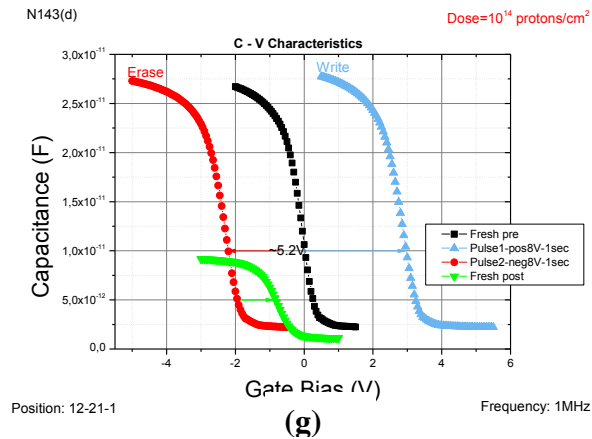 N143(d)
Dose=10¹⁴ protons/cm²
C - V Characteristics
3,0x10⁻¹¹
2,5x10⁻¹¹
2,0x10⁻¹¹
1,5x10⁻¹¹
1,0x10⁻¹¹
5,0x10⁻¹²
0,0
Capacitance (F)
Erase
Write
~5.2V
Fresh pre
Pulse1-pos8V-1sec
Pulse2-neg8V-1sec
Fresh post
-4 -2 0 2 4 6
Gate Bias (V)
Position: 12-21-1
Frequency: 1MHz
(g)